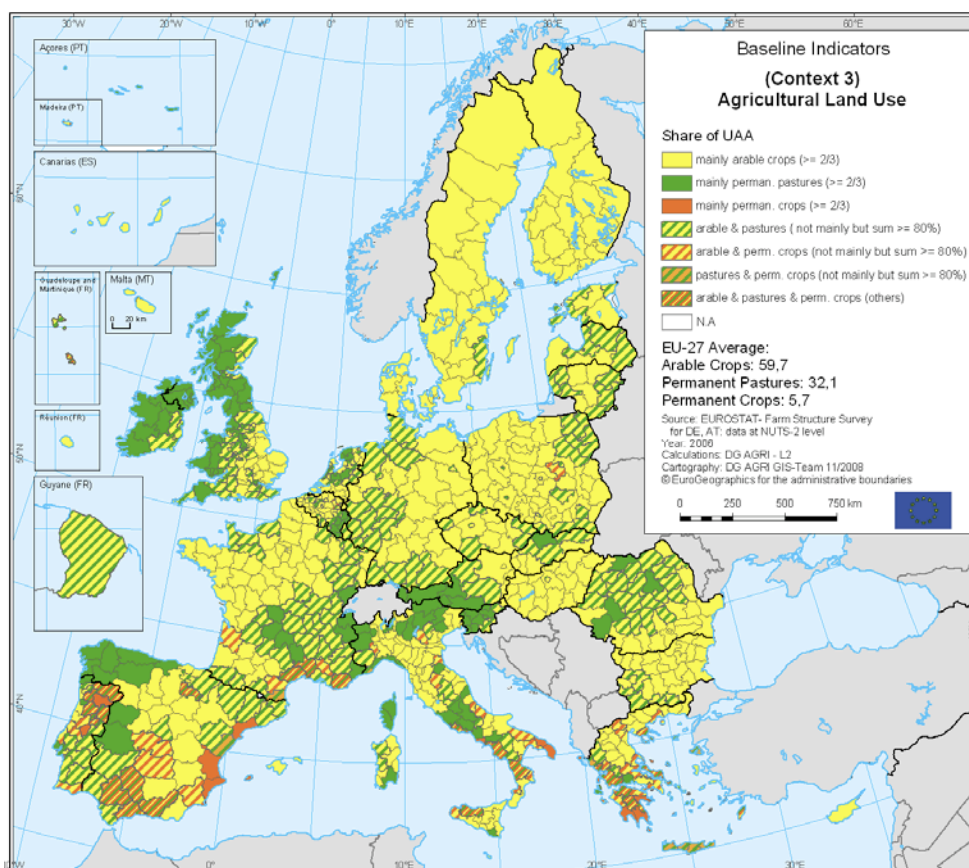 30°W 20°W 10°W 0° 10°E 20°E 30°E 40°E 50°E 60°E
Açores (PT)
Madeira (PT)
Canarias (ES)
Guadeloupe and
Martinique (FR)
Malta (MT)
0 20 km
Réunion (FR)
Guyane (FR)
60°N
50°N
40°N
Baseline Indicators
(Context 3)
Agricultural Land Use
Share of UAA
mainly arable crops (>= 2/3)
mainly perman. pastures (>= 2/3)
mainly perman. crops (>= 2/3)
arable & pastures ( not mainly but sum >= 80%)
arable & perm. crops (not mainly but sum >= 80%)
pastures & perm. crops (not mainly but sum >= 80%)
arable & pastures & perm. crops (others)
N.A
EU-27 Average:
Arable Crops: 59,7
Permanent Pastures: 32,1
Permanent Crops: 5,7
Source: EUROSTAT- Farm Structure Survey
for DE, AT: data at NUTS-2 level
Year: 2006
Calculations: DG AGRI - L2
Cartography: DG AGRI GIS-Team 11/2008
© EuroGeographics for the administrative boundaries
0 250 500 750 km
10°W 0° 10°E 20°E 30°E